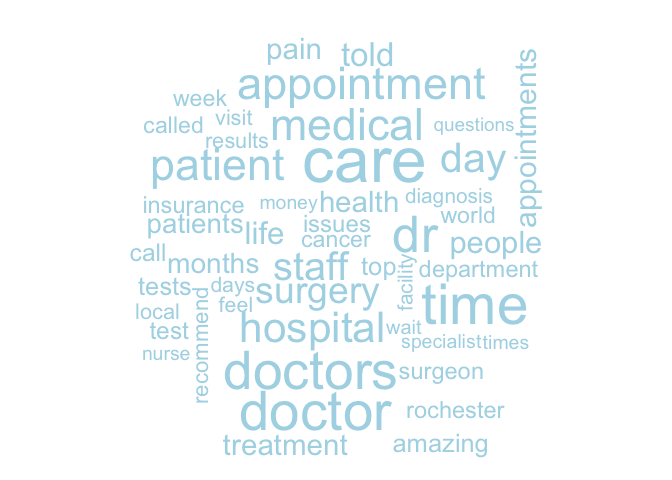 pain
told
appointment
week
visit
called
medical
questions
results
patient
care
day
appointments
insurance
money
health
diagnosis
patients
life
issues
world
cancer
dr
people
call
months
staff
top
department
tests
days
surgery
facility
time
feel
local
recommend
test
hospital
wait
nurse
specialist
times
doctors
surgeon
doctor
rochester
treatment
amazing